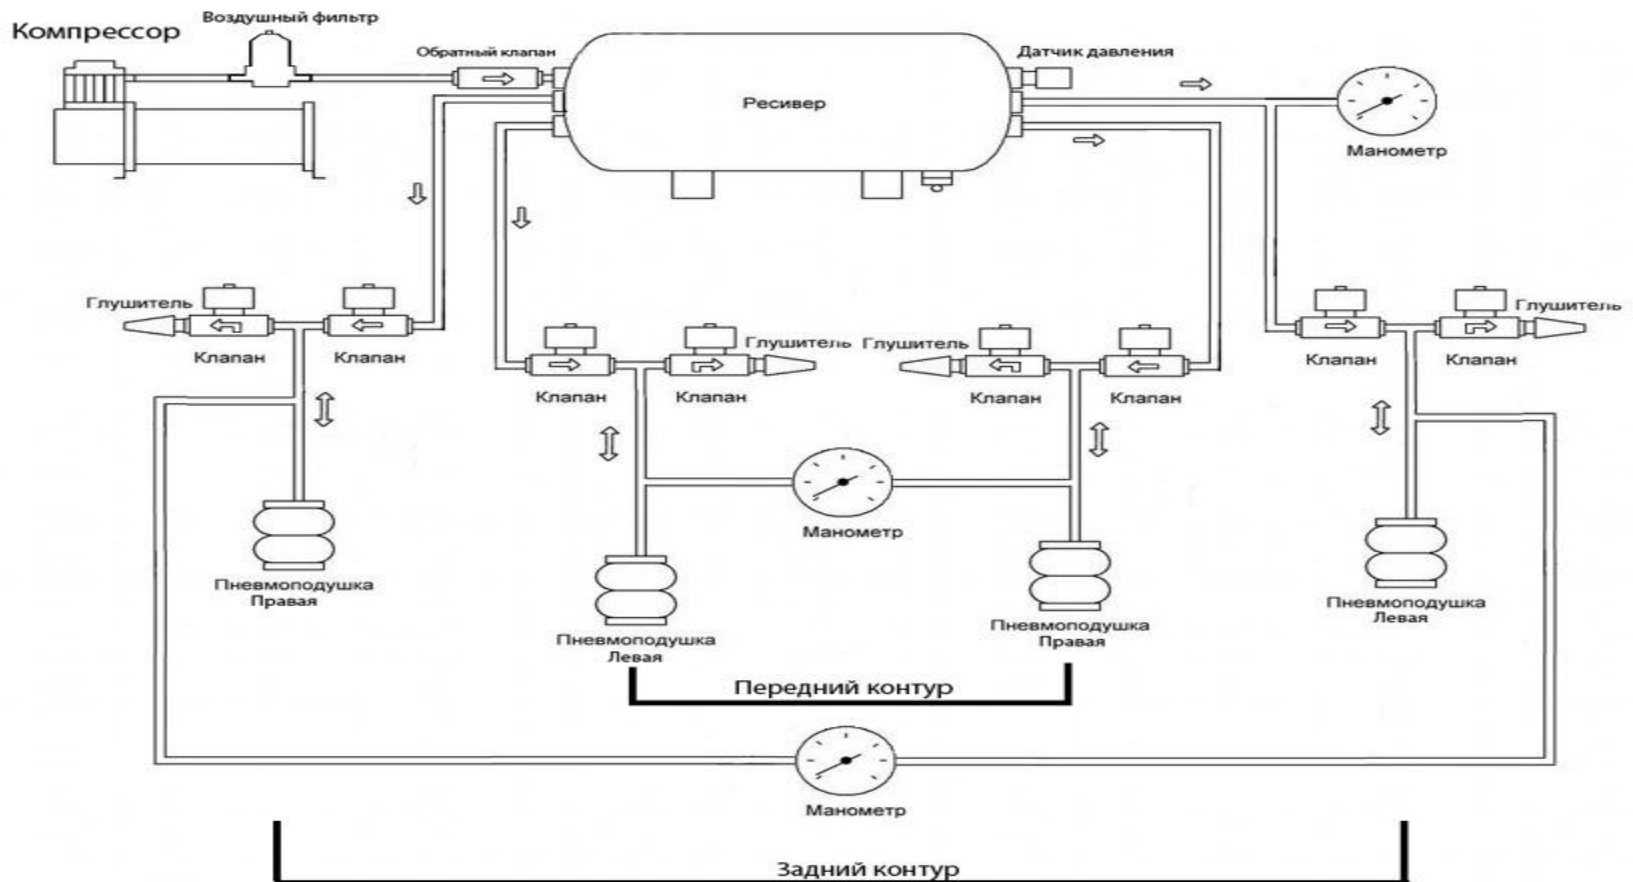 Воздушный фильтр
Компрессор
Обратный клапан
Датчик давления
Ресивер
Манометр
Глушитель
Клапан
Клапан
Клапан
Глушитель
Клапан
Глушитель
Клапан
Клапан
Клапан
Глушитель
Клапан
Манометр
Пневмоподушка
Правая
Пневмоподушка
Левая
Пневмоподушка
Правая
Пневмоподушка
Левая
Передний контур
Манометр
Задний контур